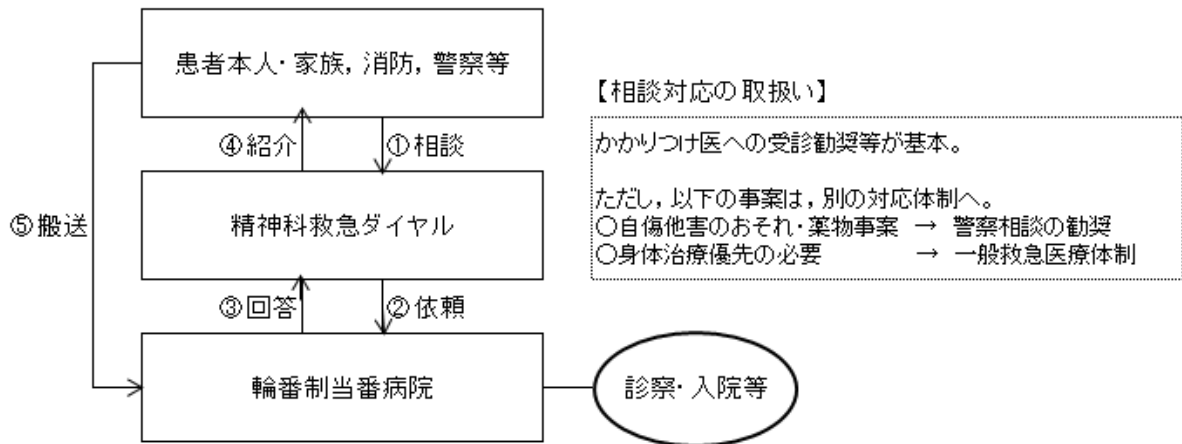 患者本人・家族，消防，警察等
④紹介
①相談
⑤搬送
精神科救急ダイヤル
③回答
②依頼
輪番制当番病院
診察・入院等
【相談対応の取扱い】
かかりつけ医への受診勧奨等が基本。
ただし，以下の事案は，別の対応体制へ。
○自傷他害のおそれ・薬物事案 → 警察相談の勧奨
○身体治療優先の必要 → 一般救急医療体制